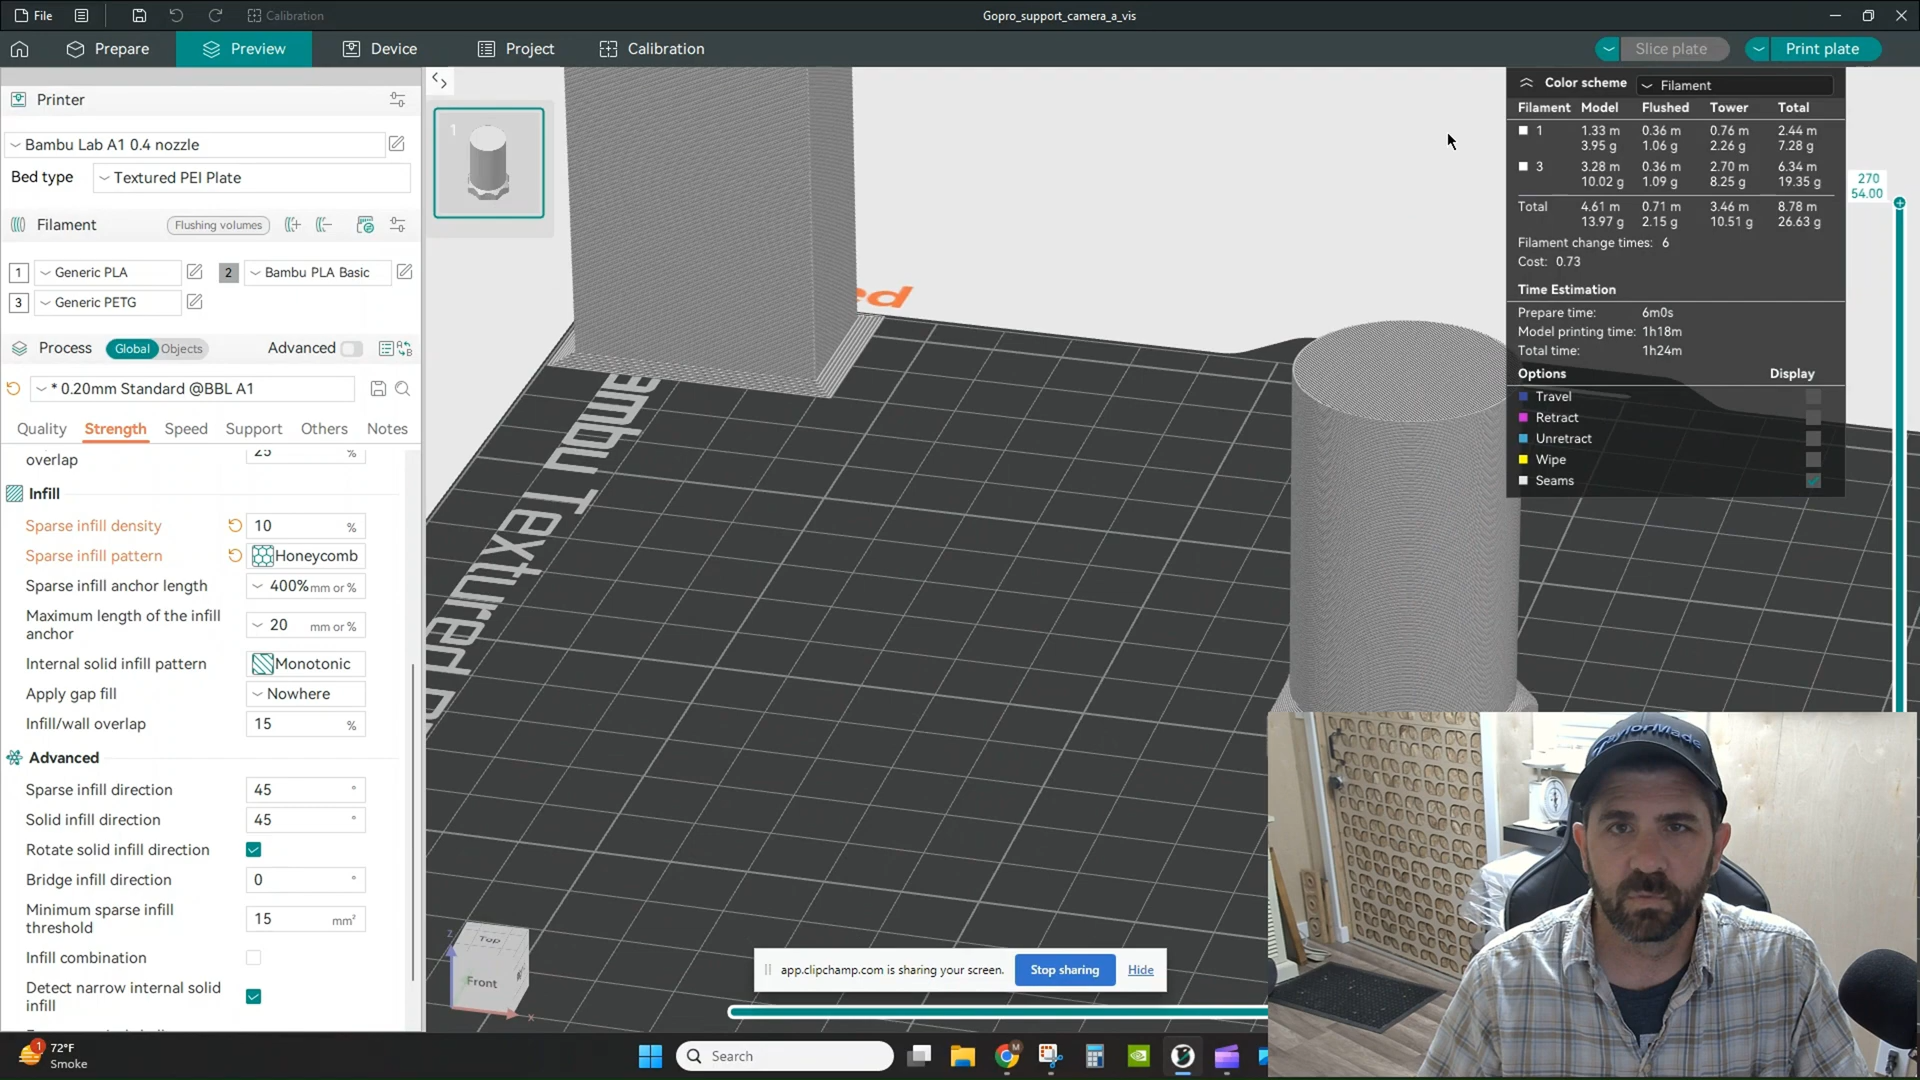 File
Calibration
Gopro_support_camera_a_vis
Prepare
Preview
Device
Project
Calibration
Slice plate
Print plate
Printer
Bambu Lab A1 0.4 nozzle
Bed type
Textured PEI Plate
Filament
Flushing volumes
1 Generic PLA
2 Bambu PLA Basic
3 Generic PETG
Process
Global
Objects
Advanced
* 0.20mm Standard @BBL A1
Quality
Strength
Speed
Support
Others
Notes
overlap
25 %
Infill
Sparse infill density 10 %
Sparse infill pattern Honeycomb
Sparse infill anchor length 400% mm or %
Maximum length of the infill
anchor
20 mm or %
Internal solid infill pattern Monotonic
Apply gap fill Nowhere
Infill/wall overlap 15 %
Advanced
Sparse infill direction 45 °
Solid infill direction 45 °
Rotate solid infill direction
Bridge infill direction 0 °
Minimum sparse infill
threshold
15 mm²
Infill combination
Detect narrow internal solid
infill
1
Top
Front
z
x
ambu Textured
Color scheme Filament
Filament Model Flushed Tower Total
1 1.33 m 0.36 m 0.76 m 2.44 m
3.95 g 1.06 g 2.26 g 7.28 g
3 3.28 m 0.36 m 2.70 m 6.34 m
10.02 g 1.09 g 8.25 g 19.35 g
Total 4.61 m 0.71 m 3.46 m 8.78 m
13.97 g 2.15 g 10.51 g 26.63 g
Filament change times: 6
Cost: 0.73
Time Estimation
Prepare time: 6m0s
Model printing time: 1h18m
Total time: 1h24m
Options Display
Travel
Retract
Unretract
Wipe
Seams
270
54.00
TaylorMade
app.clipchamp.com is sharing your screen.
Stop sharing
Hide
1
72°F
Smoke
Search
M